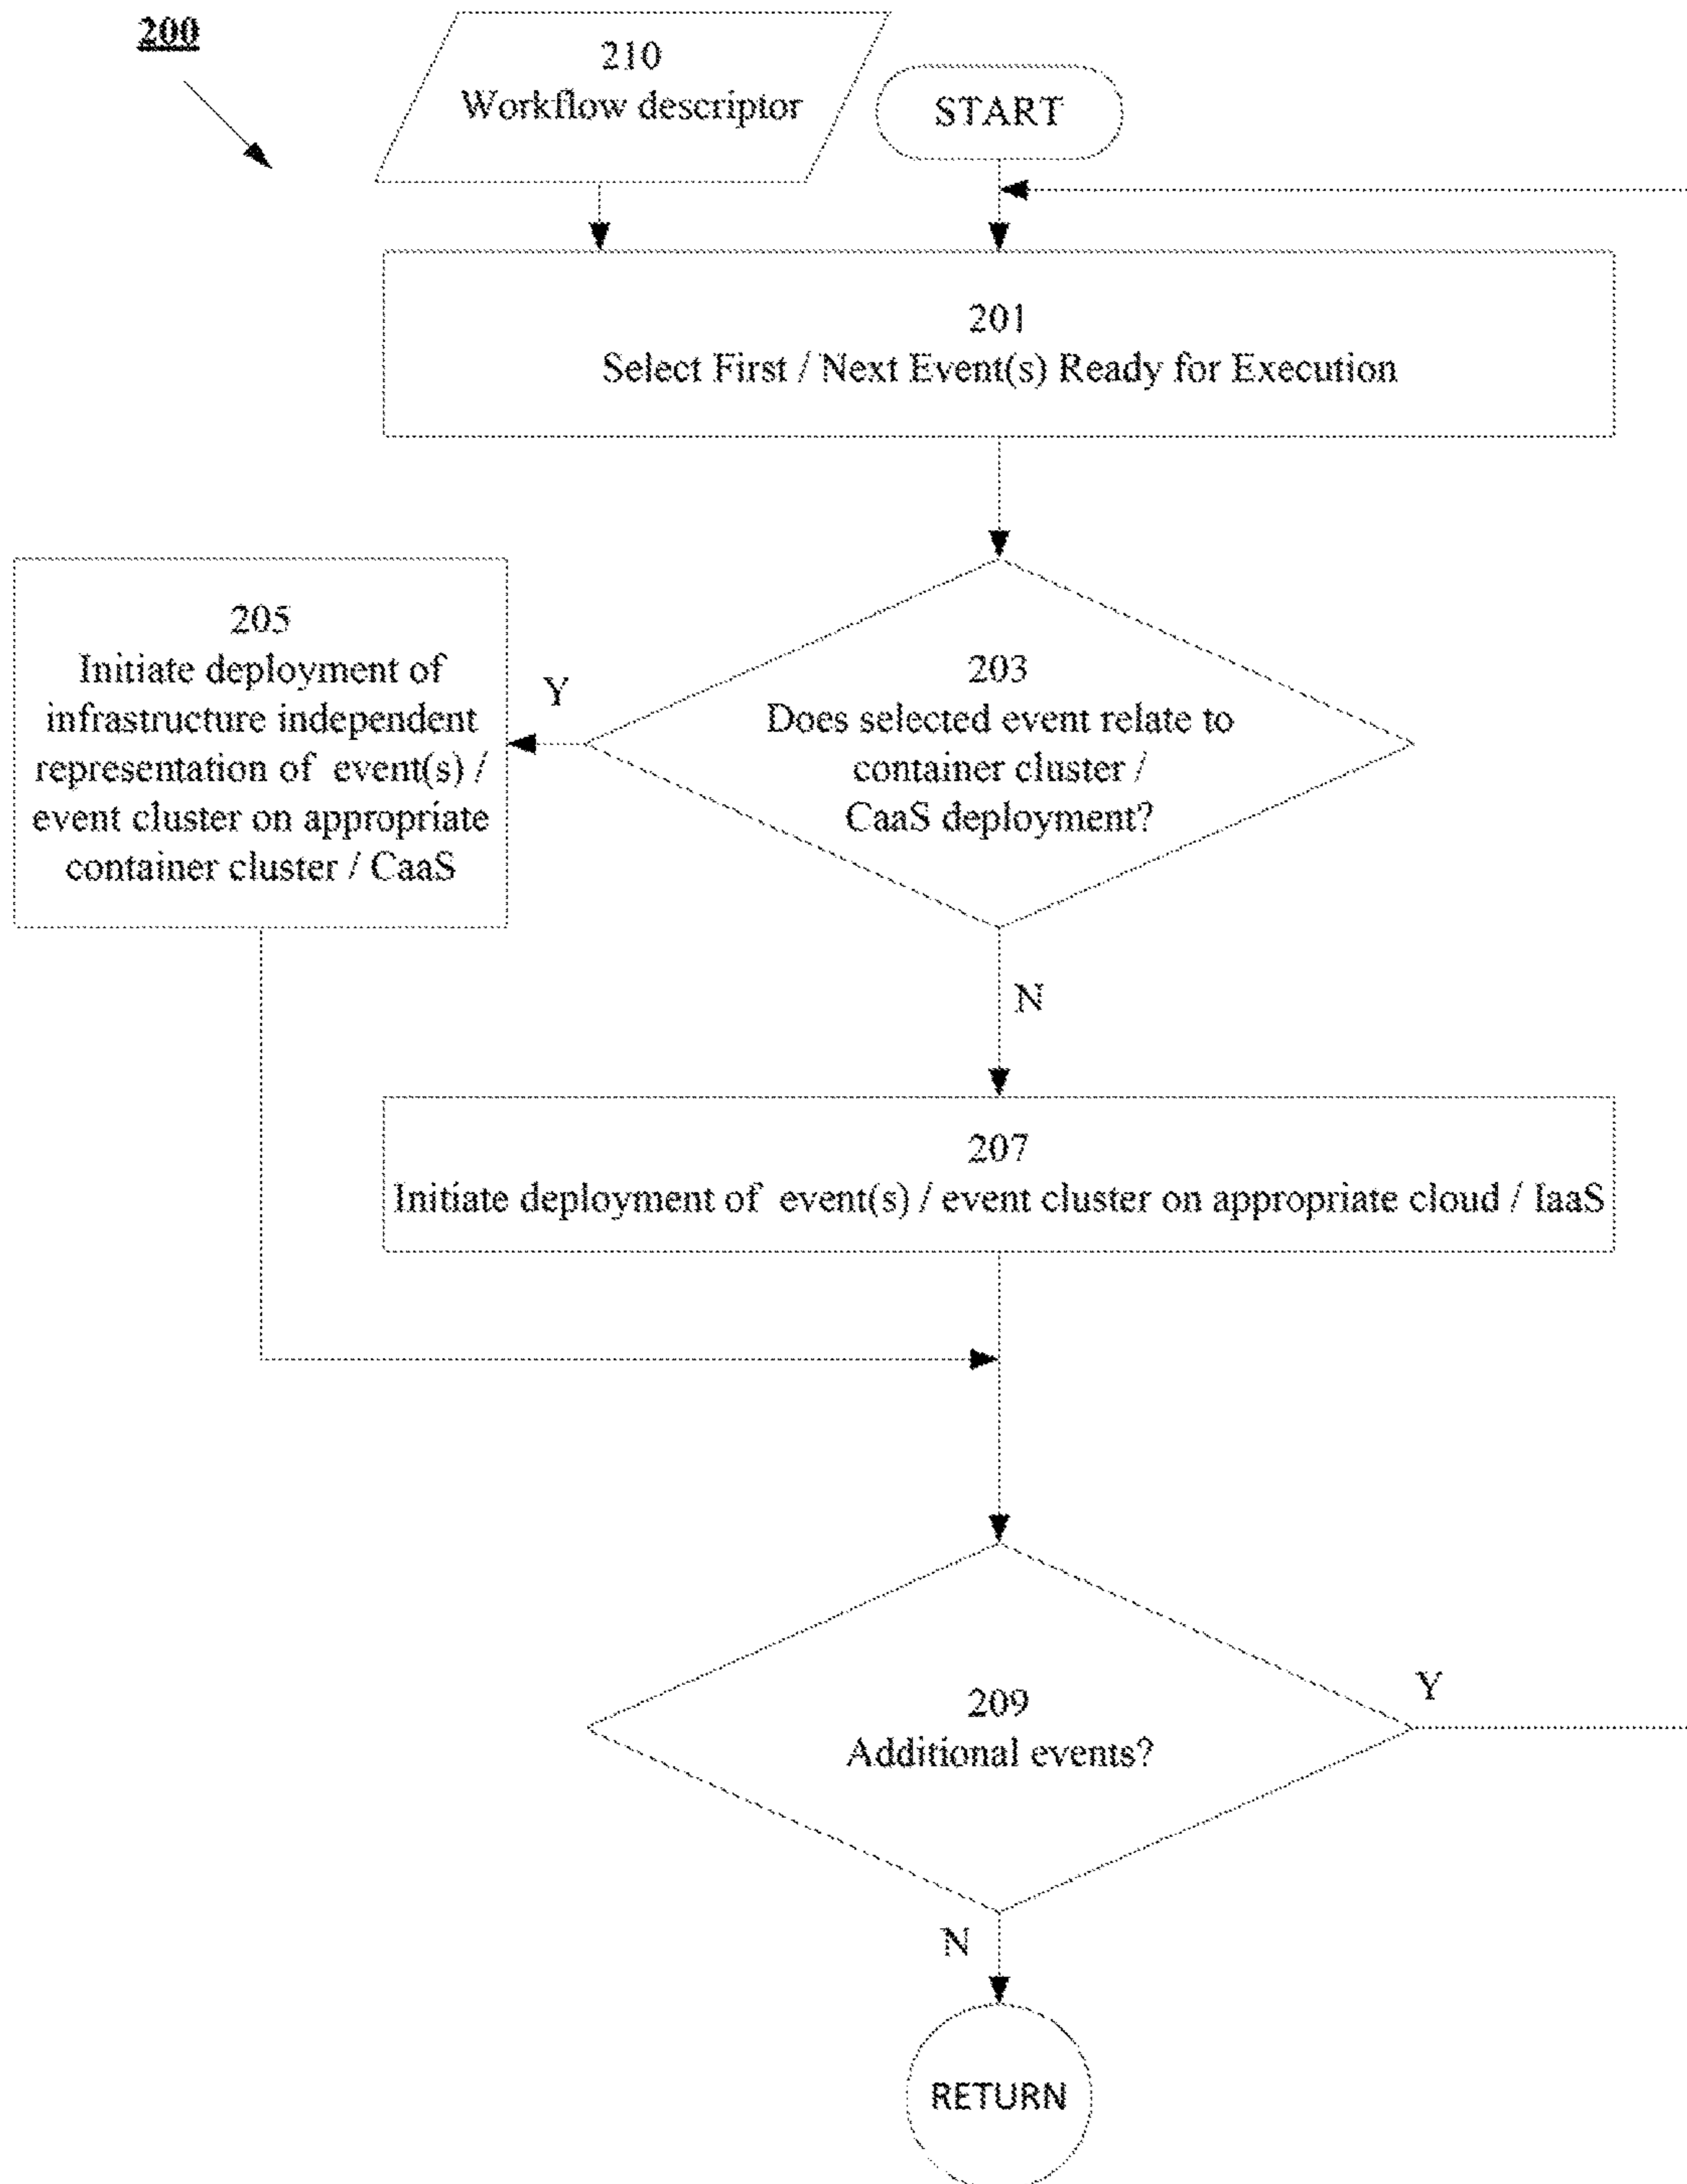 200
210
Workflow descriptor
START
201
Select First / Next Event(s) Ready for Execution
205
Initiate deployment of
infrastructure independent
representation of event(s) /
event cluster on appropriate
container cluster / CaaS
Y
203
Does selected event relate to
container cluster /
CaaS deployment?
N
207
Initiate deployment of event(s) / event cluster on appropriate cloud / IaaS
209
Additional events?
Y
N
RETURN